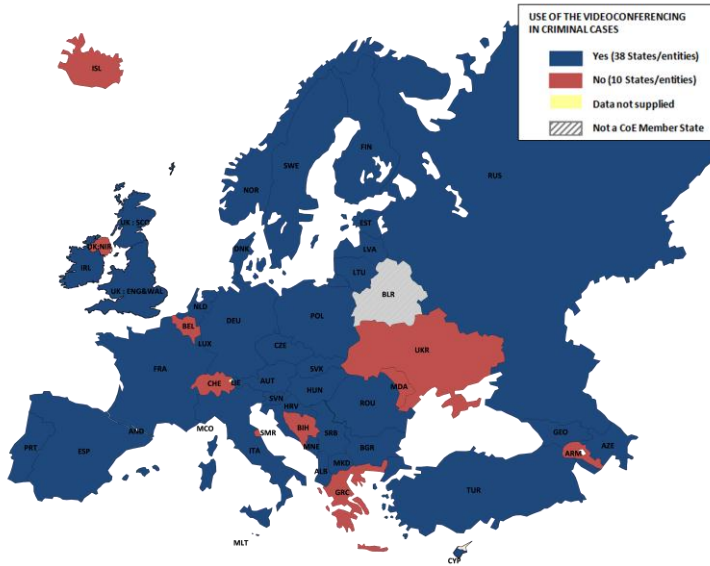 USE OF THE VIDEOCONFERENCING
IN CRIMINAL CASES
Yes (38 States/entities)
No (10 States/entities)
Data not supplied
Not a CoE Member State
ISL
FIN
SWE
NOR
RUS
UK : SCO
EST
UK:NIR
DNK
LVA
IRL
LTU
UK : ENG&WAL
NLD
BLR
BEL
DEU
POL
LUX
CZE
UKR
FRA
SVK
CHE
LIE
AUT
HUN
MDA
SVN
HRV
ROU
AND
MCO
SMR
BIH
SRB
GEO
PRT
ESP
ITA
MNE
BGR
ARM
AZE
ALB
MKD
GRC
TUR
MLT
CYP